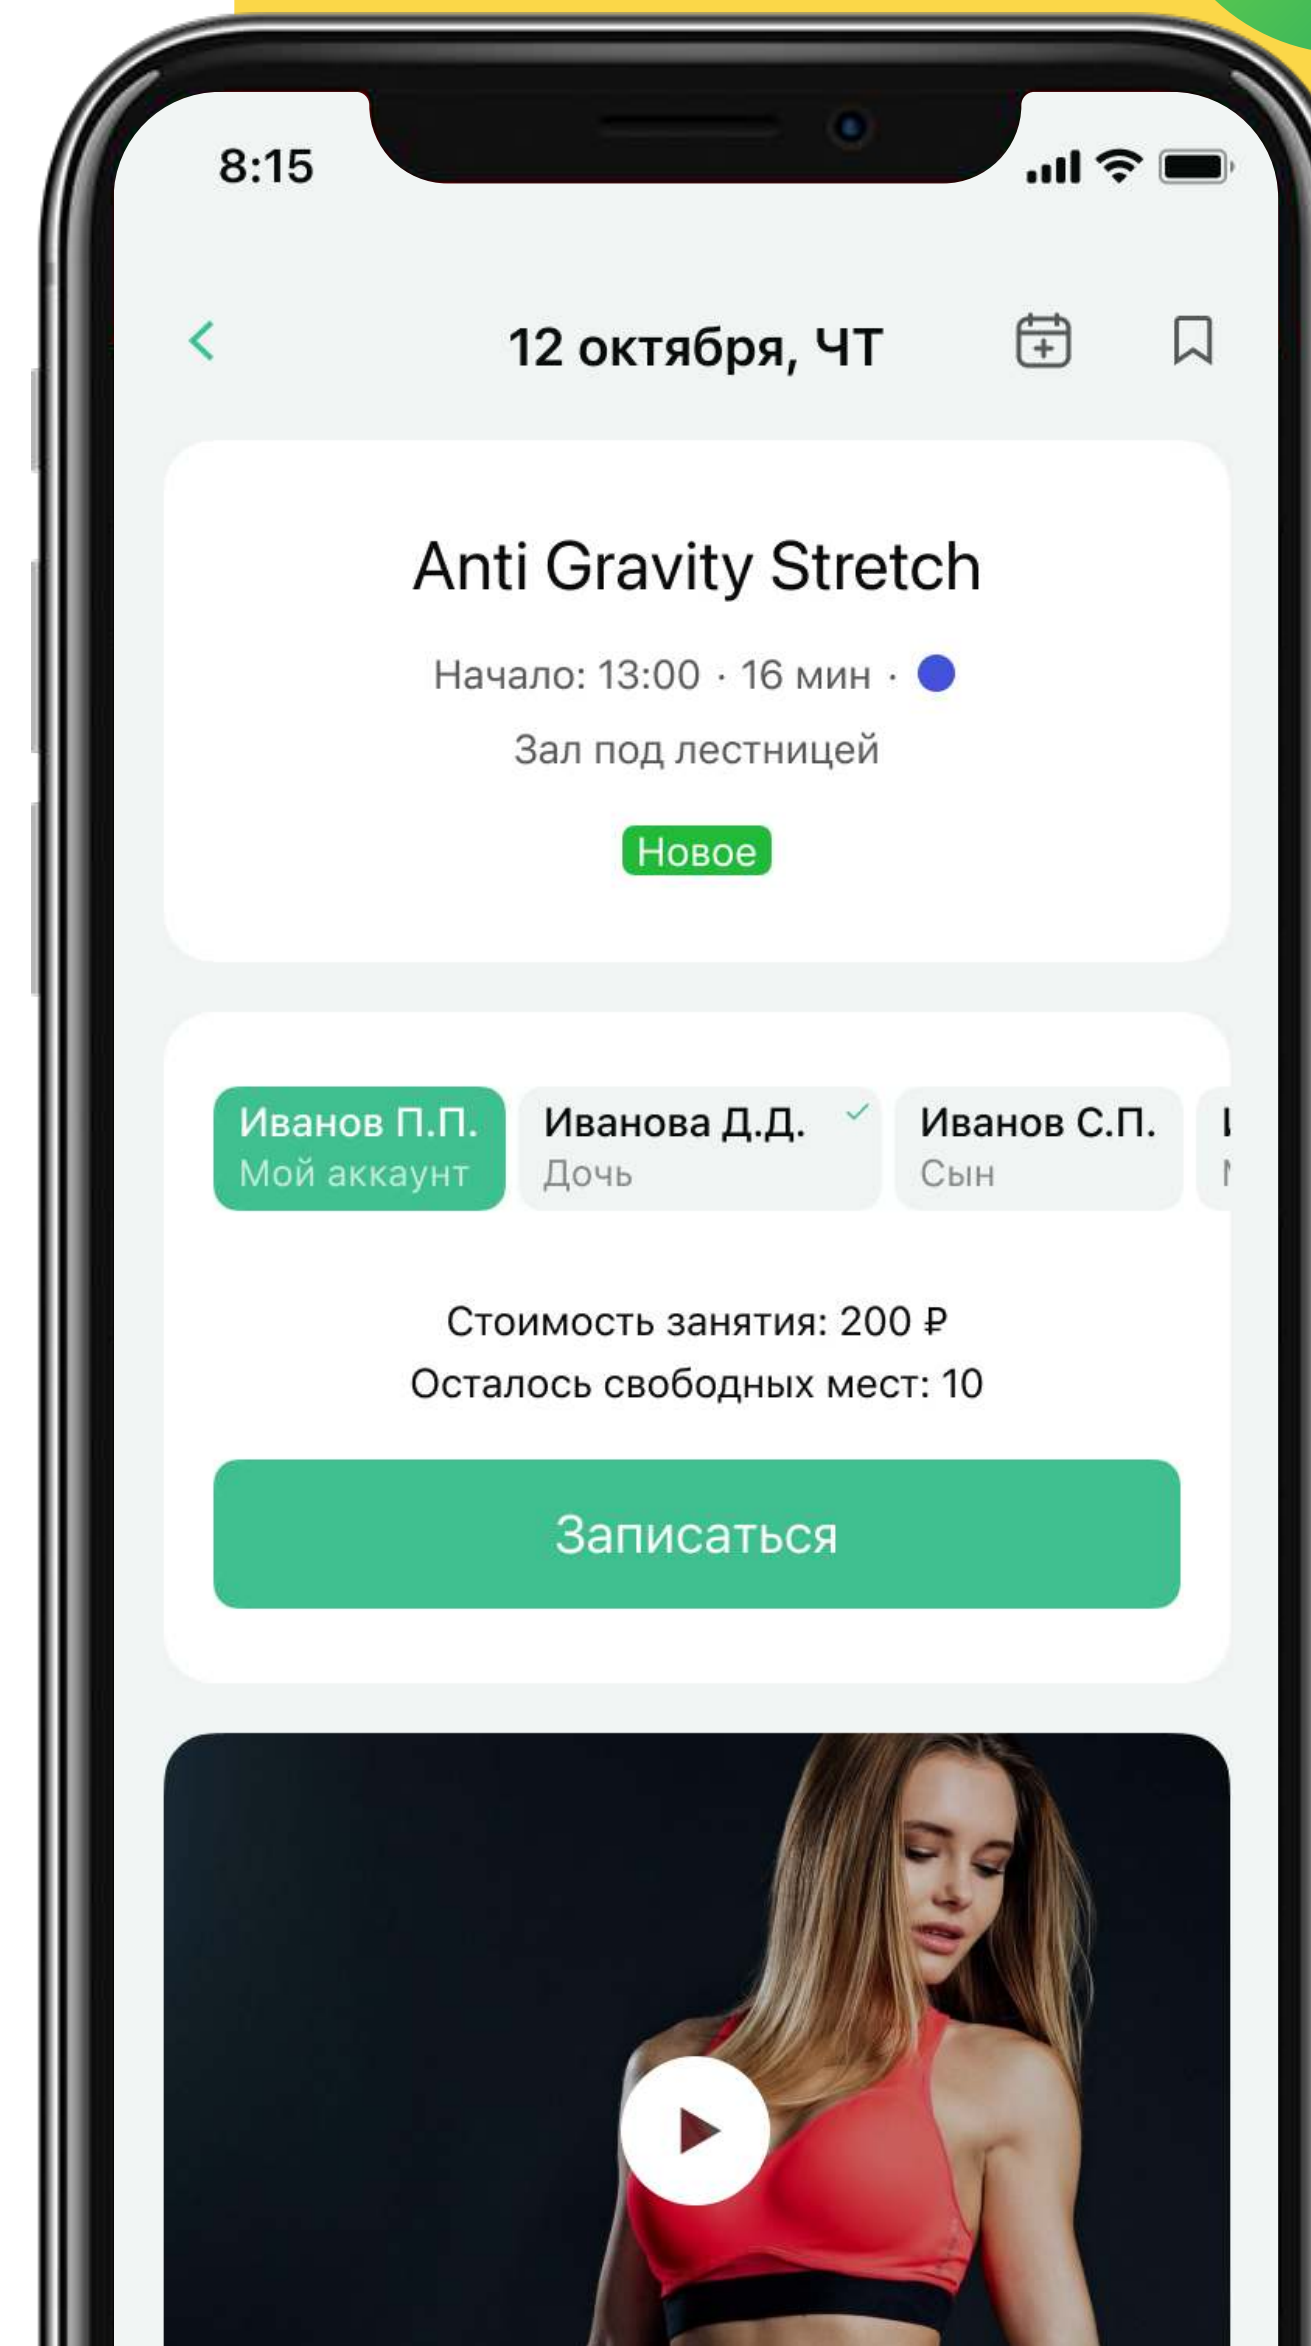 8:15
12 октября, ЧТ
Anti Gravity Stretch
Начало: 13:00 · 16 мин ·
Зал под лестницей
Новое
Иванов П.П.
Мой аккаунт
Иванова Д.Д.
Дочь
Иванов С.П.
Сын
Стоимость занятия: 200 ₽
Осталось свободных мест: 10
Записаться